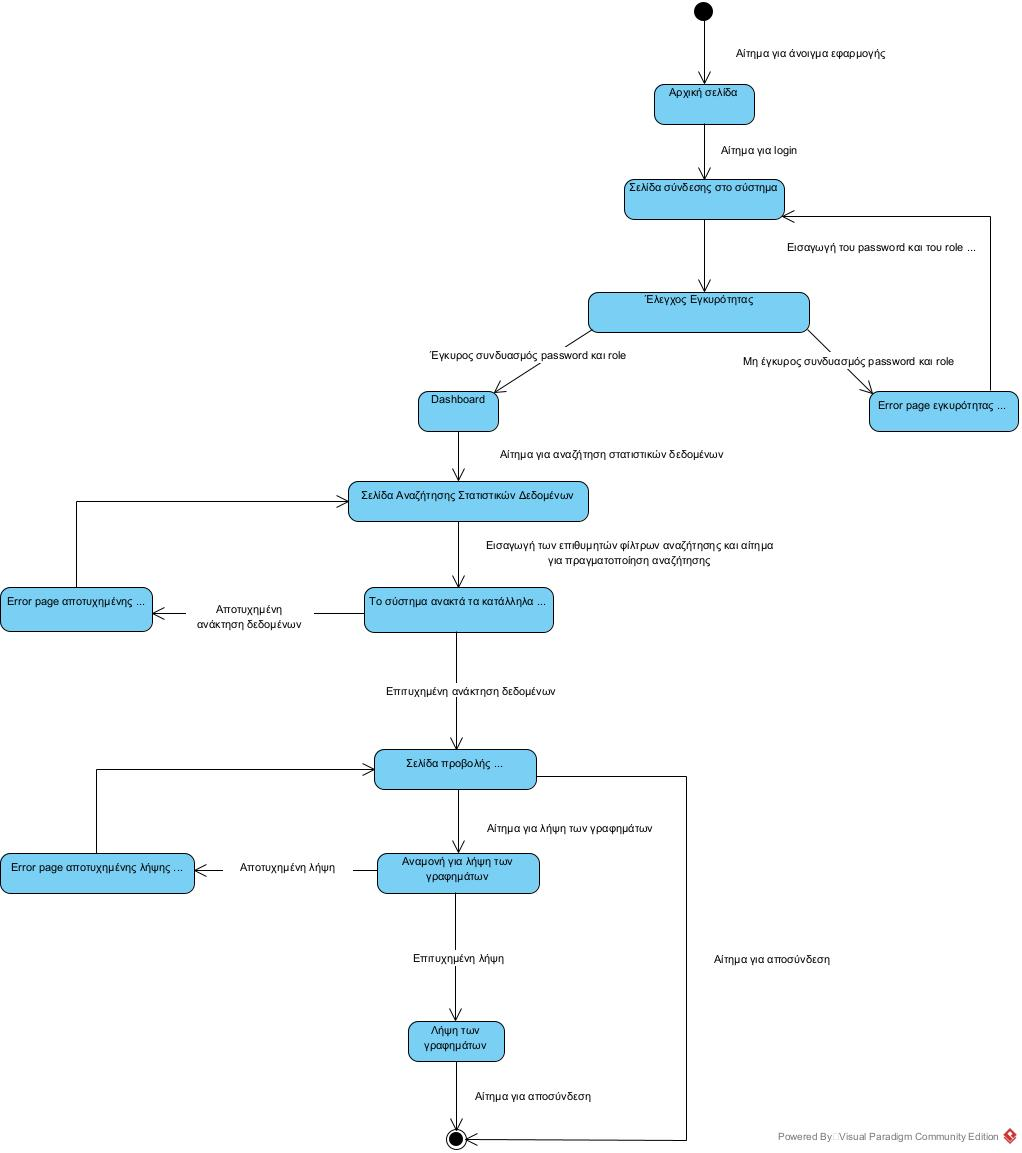 Αίτημα για άνοιγμα εφαρμογής
Αρχική σελίδα
Αίτημα για login
Σελίδα σύνδεσης στο σύστημα
Εισαγωγή του password και του role ...
Έλεγχος Εγκυρότητας
Έγκυρος συνδυασμός password και role
Μη έγκυρος συνδυασμός password και role
Dashboard
Error page εγκυρότητας ...
Αίτημα για αναζήτηση στατιστικών δεδομένων
Σελίδα Αναζήτησης Στατιστικών Δεδομένων
Εισαγωγή των επιθυμητών φίλτρων αναζήτησης και αίτημα
για πραγματοποίηση αναζήτησης
Error page αποτυχημένης ...
Αποτυχημένη
ανάκτηση δεδομένων
Το σύστημα ανακτά τα κατάλληλα ...
Επιτυχημένη ανάκτηση δεδομένων
Σελίδα προβολής ...
Αίτημα για λήψη των γραφημάτων
Error page αποτυχημένης λήψης ...
Αποτυχημένη λήψη
Αναμονή για λήψη των
γραφημάτων
Επιτυχημένη λήψη
Αίτημα για αποσύνδεση
Λήψη των
γραφημάτων
Αίτημα για αποσύνδεση
Powered By Visual Paradigm Community Edition